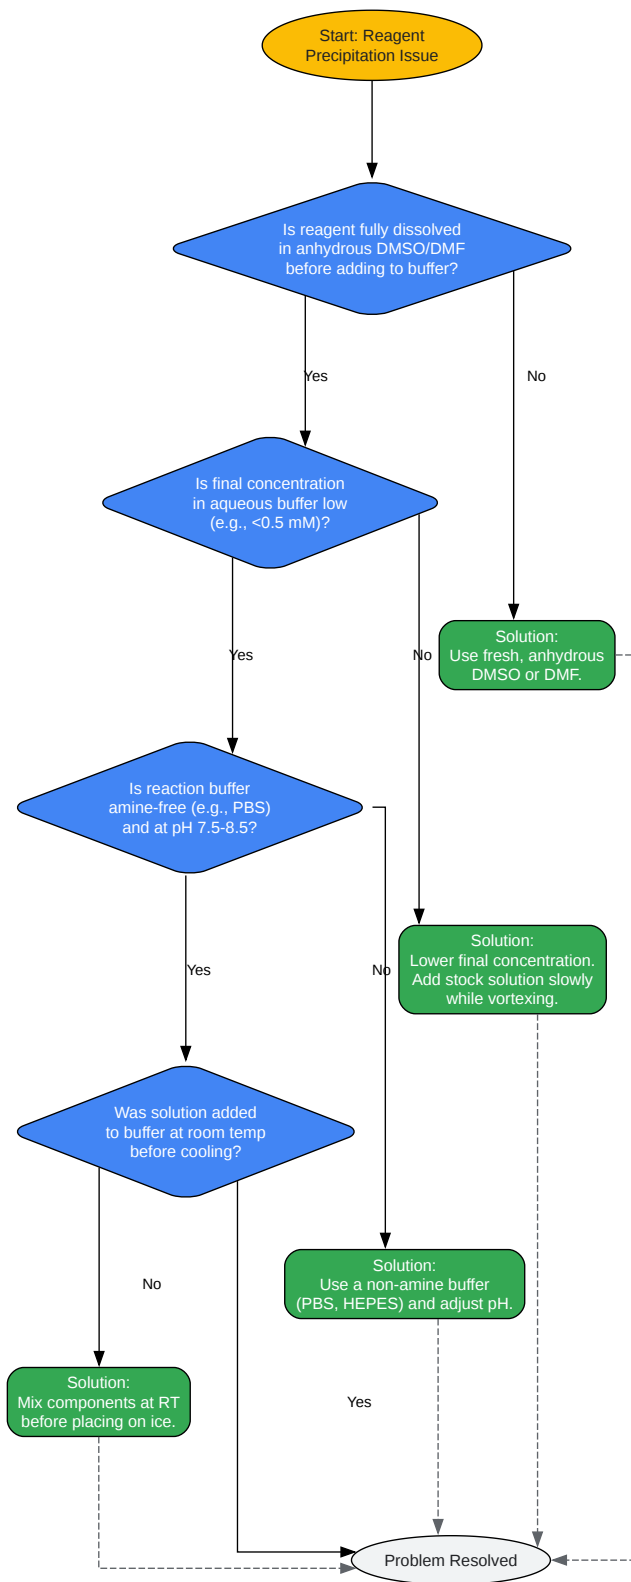 Start: Reagent
Precipitation Issue
Is reagent fully dissolved
in anhydrous DMSO/DMF
before adding to buffer?
Yes
No
Is final concentration
in aqueous buffer low
(e.g., <0.5 mM)?
Yes
No
Solution:
Use fresh, anhydrous
DMSO or DMF.
Is reaction buffer
amine-free (e.g., PBS)
and at pH 7.5-8.5?
Yes
No
Solution:
Lower final concentration.
Add stock solution slowly
while vortexing.
Was solution added
to buffer at room temp
before cooling?
No
Solution:
Use a non-amine buffer
(PBS, HEPES) and adjust pH.
Solution:
Mix components at RT
before placing on ice.
Yes
Problem Resolved